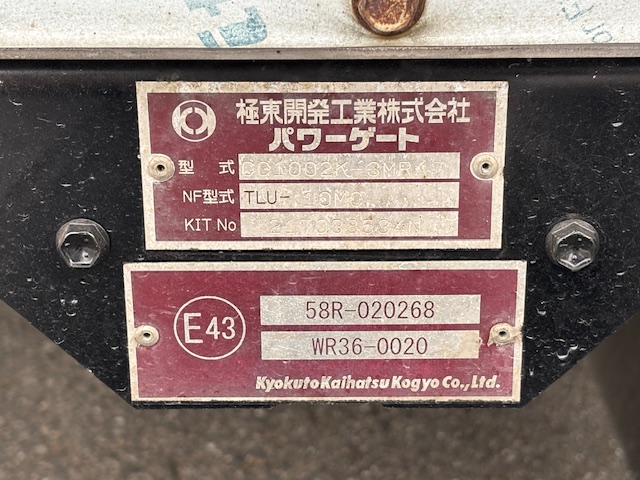 極東開発工業株式会社
パワーゲート
型 式
NF型式 TLU-
KIT No
E43
58R-020268
WR36-0020
Kyokuto Kaihatsu Kogyo Co., Ltd.